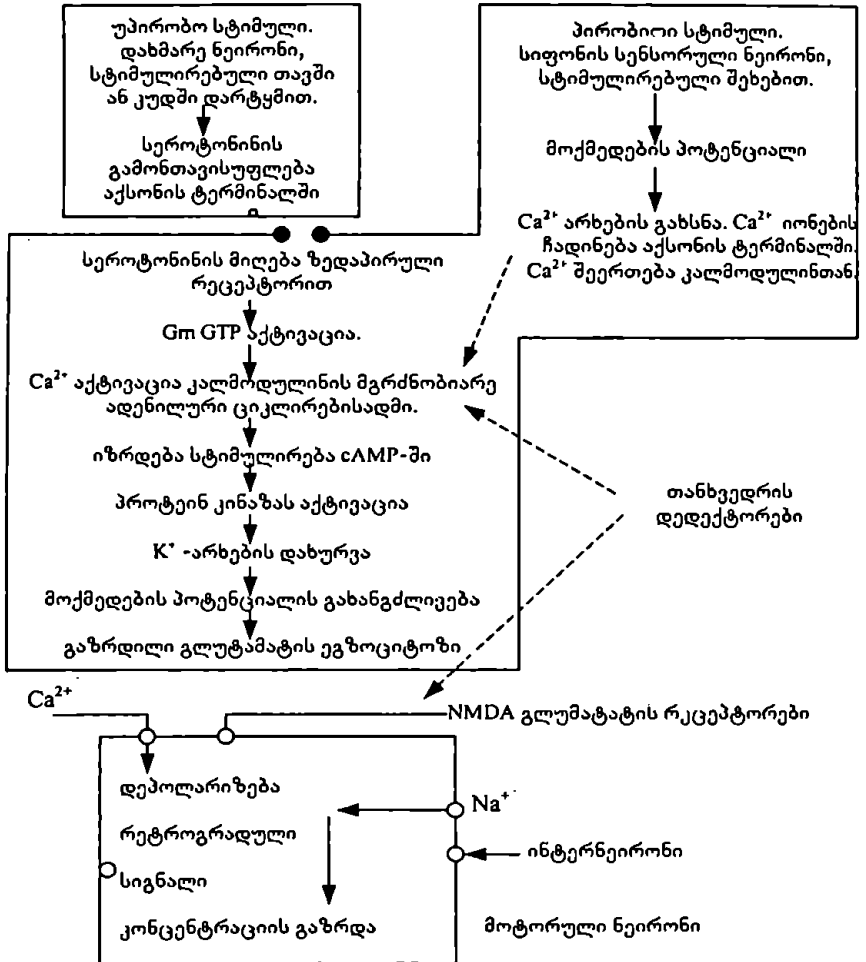 უპირობო სტიმული.
დახმარე ნეირონი,
სტიმულირებული თავში
ან კუდში დარტყმით.
სეროტონინის
გამონთავისუფლება
აქსონის ტერმინალში
პირობითი სტიმული.
სიფონის სენსორული ნეირონი,
სტიმულირებული შეხებით.
მოქმედების პოტენციალი
Ca²⁺ არხების გახსნა. Ca²⁺ იონების
ჩადინება აქსონის ტერმინალში.
Ca²⁺ შეერთება კალმოდულინთან.
სეროტონინის მიღება ზედაპირული
რეცეპტორით
Gm GTP აქტივაცია.
Ca²⁺ აქტივაცია კალმოდულინის მგრძნობიარე
ადენილური ციკლირებისადმი.
იზრდება სტიმულირება cAMP-ში
პროტეინ კინაზას აქტივაცია
K⁺ -არხების დახურვა
მოქმედების პოტენციალის გახანგძლივება
გაზრდილი გლუტამატის ეგზოციტოზი
თანხვედრის
დედექტორები
Ca²⁺
NMDA გლუმატატის რკცეპტორები
დეპოლარიზება
Na⁺
რეტროგრადული
ინტერნეირონი
სიგნალი
კონცენტრაციის გაზრდა
მოტორული ნეირონი